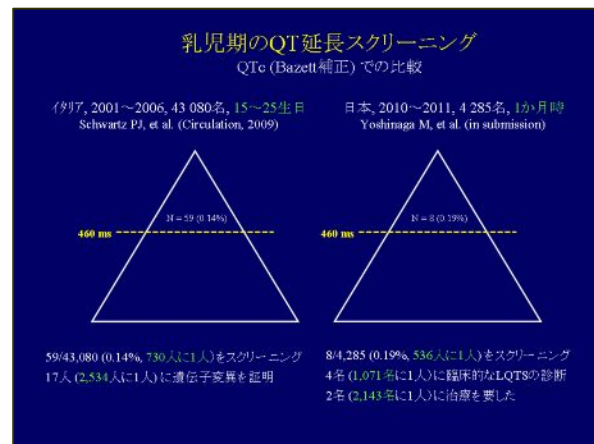 乳児期のQT延長スクリーニング
QTc (Bazett補正) での比較
イタリア, 2001～2006, 43 080名, 15～25生日
Schwartz PJ, et al. (Circulation, 2009)
N = 59 (0.14%)
460 ms
59/43,080 (0.14%, 730人に1人)をスクリーニング
17人 (2,534人に1人) に遺伝子変異を証明
日本, 2010～2011, 4 285名, 1か月時
Yoshinaga M, et al. (in submission)
N = 8 (0.19%)
460 ms
8/4,285 (0.19%, 536人に1人)をスクリーニング
4名 (1,071名に1人)に臨床的なLQTSの診断
2名 (2,143名に1人)に治療を要した